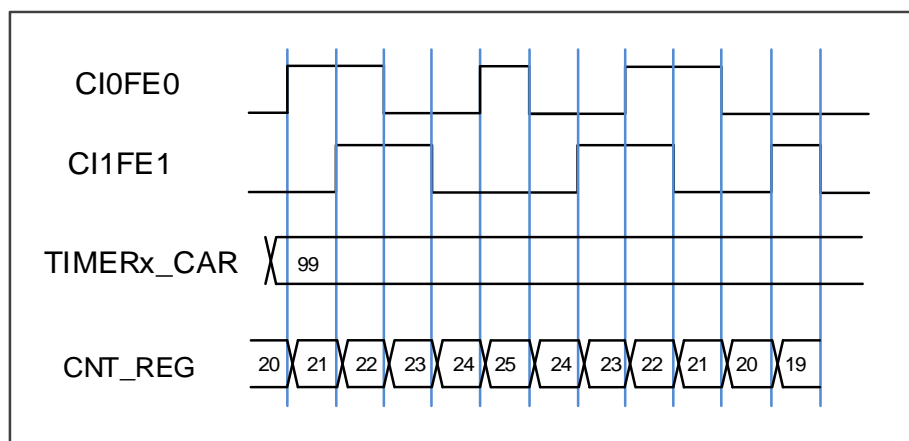 CI0FE0
CI1FE1
TIMERx_CAR 99
CNT_REG 20 21 22 23 24 25 24 23 22 21 20 19